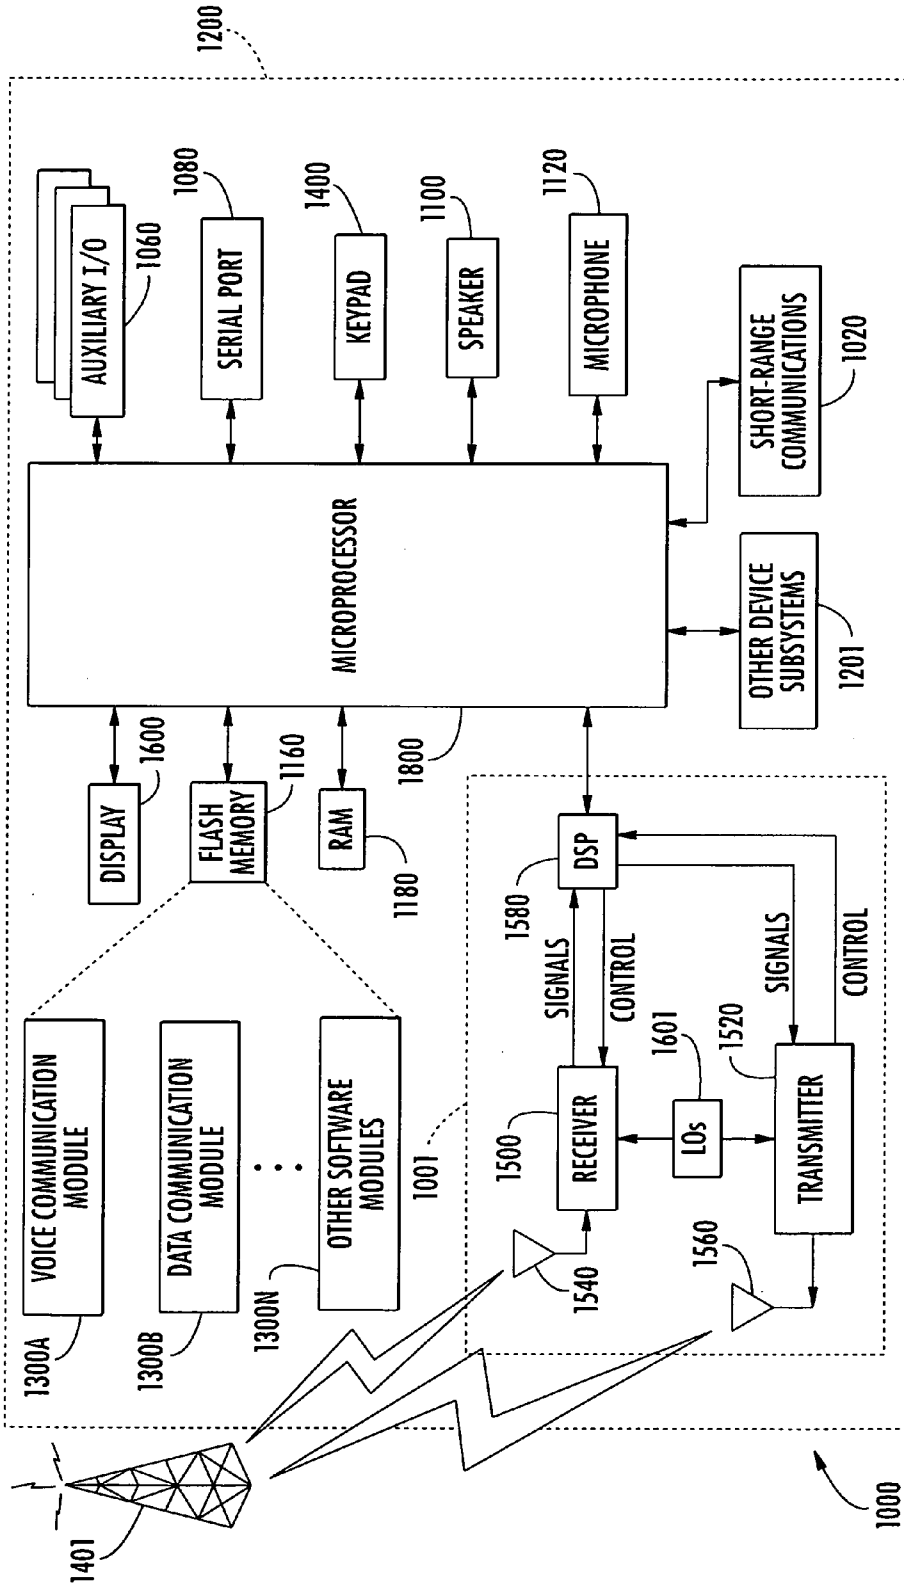 1200
1401
1300A
VOICE COMMUNICATION
MODULE
1300B
DATA COMMUNICATION
MODULE
1300N
OTHER SOFTWARE
MODULES
DISPLAY
1600
FLASH
MEMORY
1160
RAM
1180
MICROPROCESSOR
1800
AUXILIARY I/O
1060
SERIAL PORT
1080
KEYPAD
1400
SPEAKER
1100
MICROPHONE
1120
1001
1540
1500
RECEIVER
SIGNALS
CONTROL
1580
DSP
LOs
1601
1560
TRANSMITTER
1520
SIGNALS
CONTROL
OTHER DEVICE
SUBSYSTEMS
1201
SHORT-RANGE
COMMUNICATIONS
1020
1000